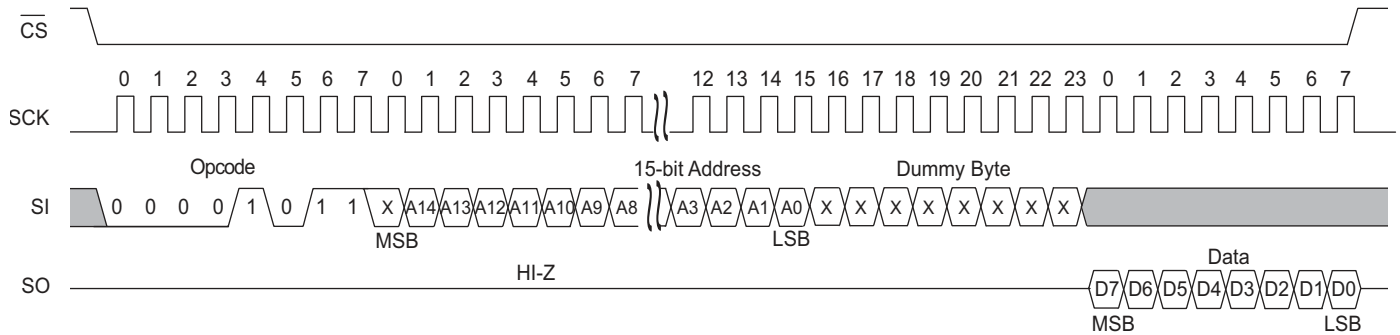 CS
0 1 2 3 4 5 6 7 0 1 2 3 4 5 6 7 12 13 14 15 16 17 18 19 20 21 22 23 0 1 2 3 4 5 6 7
SCK
Opcode 15-bit Address Dummy Byte
SI 0 0 0 0 1 0 1 1 X A14 A13 A12 A11 A10 A9 A8 A3 A2 A1 A0 X X X X X X X X
MSB LSB
HI-Z Data
SO D7 D6 D5 D4 D3 D2 D1 D0
MSB LSB